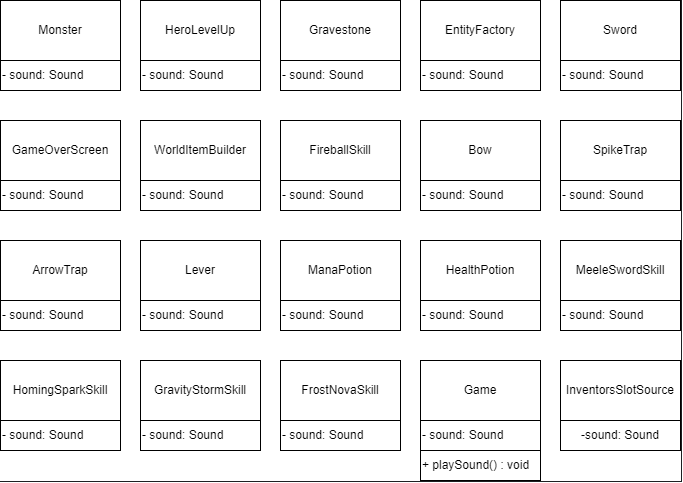 Monster
HeroLevelUp
Gravestone
EntityFactory
Sword
- sound: Sound
- sound: Sound
- sound: Sound
- sound: Sound
- sound: Sound
GameOverScreen
WorldItemBuilder
FireballSkill
Bow
SpikeTrap
- sound: Sound
- sound: Sound
- sound: Sound
- sound: Sound
- sound: Sound
ArrowTrap
Lever
ManaPotion
HealthPotion
MeeleSwordSkill
- sound: Sound
- sound: Sound
- sound: Sound
- sound: Sound
- sound: Sound
HomingSparkSkill
GravityStormSkill
FrostNovaSkill
Game
InventorsSlotSource
- sound: Sound
- sound: Sound
- sound: Sound
- sound: Sound
-sound: Sound
+ playSound() : void